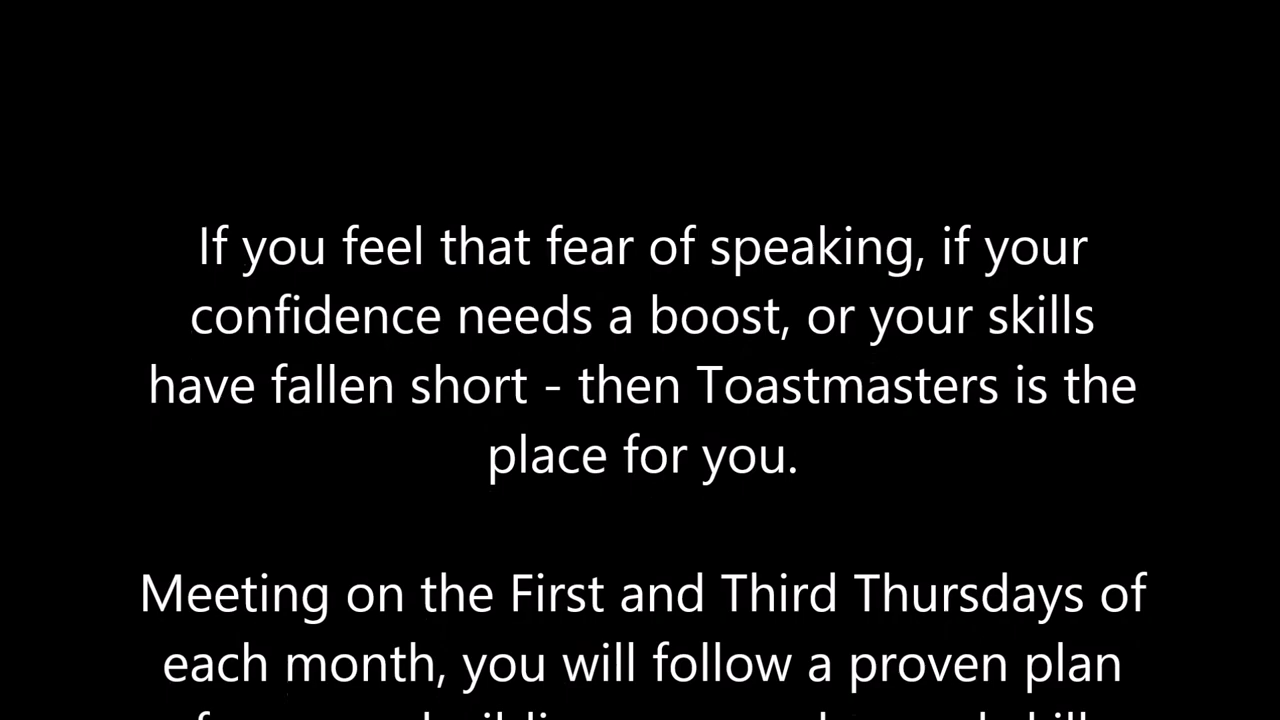 If you feel that fear of speaking, if your
confidence needs a boost, or your skills
have fallen short - then Toastmasters is the
place for you.
Meeting on the First and Third Thursdays of
each month, you will follow a proven plan